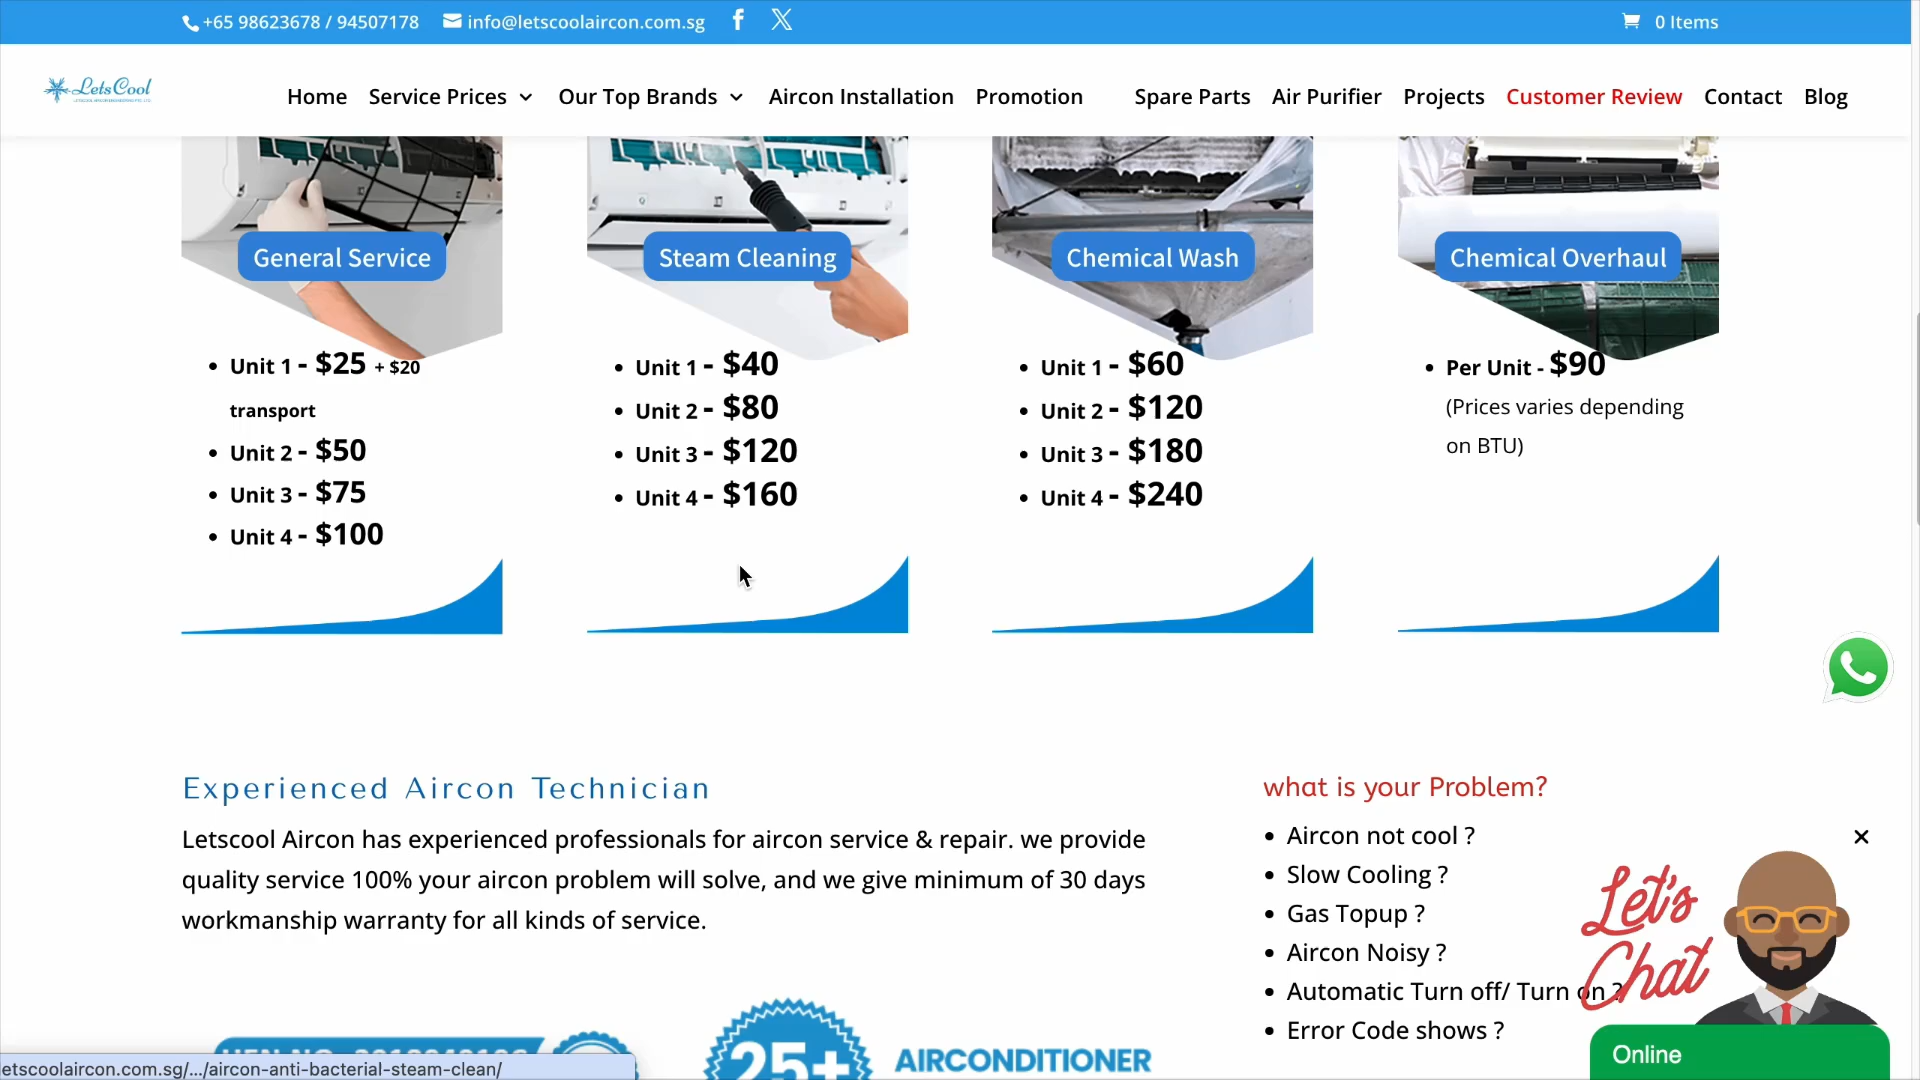 +65 98623678 / 94507178 info@letscoolaircon.com.sg 0 Items
LetsCool
Home Service Prices Our Top Brands Aircon Installation Promotion Spare Parts Air Purifier Projects Customer Review Contact Blog
General Service
• Unit 1 - $25 + $20
transport
• Unit 2 - $50
• Unit 3 - $75
• Unit 4 - $100
Steam Cleaning
• Unit 1 - $40
• Unit 2 - $80
• Unit 3 - $120
• Unit 4 - $160
Chemical Wash
• Unit 1 - $60
• Unit 2 - $120
• Unit 3 - $180
• Unit 4 - $240
Chemical Overhaul
• Per Unit - $90
(Prices varies depending
on BTU)
Experienced Aircon Technician
Letscool Aircon has experienced professionals for aircon service & repair. we provide
quality service 100% your aircon problem will solve, and we give minimum of 30 days
workmanship warranty for all kinds of service.
what is your Problem?
• Aircon not cool ?
• Slow Cooling ?
• Gas Topup ?
• Aircon Noisy ?
• Automatic Turn off/ Turn on ?
• Error Code shows ?
Let's
Chat
Online
25+
AIRCONDITIONER
etscoolaircon.com.sg/.../aircon-anti-bacterial-steam-clean/